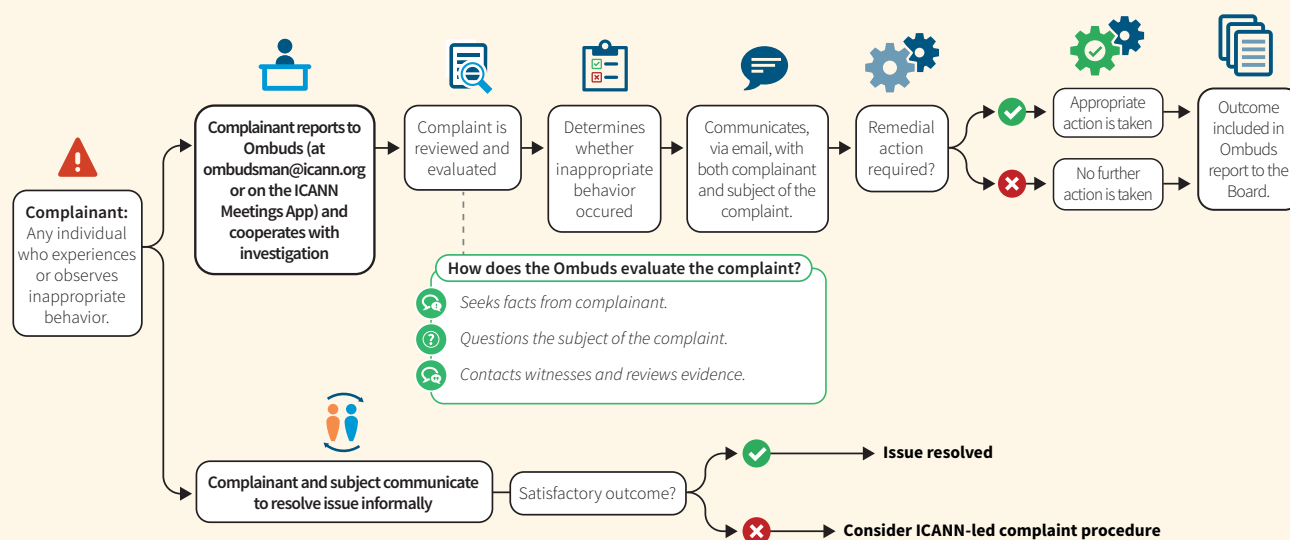 Complainant:
Any individual
who experiences
or observes
inappropriate
behavior.
Complainant reports to
Ombuds (at
ombudsman@icann.org
or on the ICANN
Meetings App) and
cooperates with
investigation
Complaint is
reviewed and
evaluated
Determines
whether
inappropriate
behavior
occured
Communicates,
via email, with
both complainant
and subject of the
complaint.
Remedial
action
required?
Appropriate
action is taken
No further
action is taken
Outcome
included in
Ombuds
report to the
Board.
How does the Ombuds evaluate the complaint?
Seeks facts from complainant.
Questions the subject of the complaint.
Contacts witnesses and reviews evidence.
Complainant and subject communicate
to resolve issue informally
Satisfactory outcome?
Issue resolved
Consider ICANN-led complaint procedure